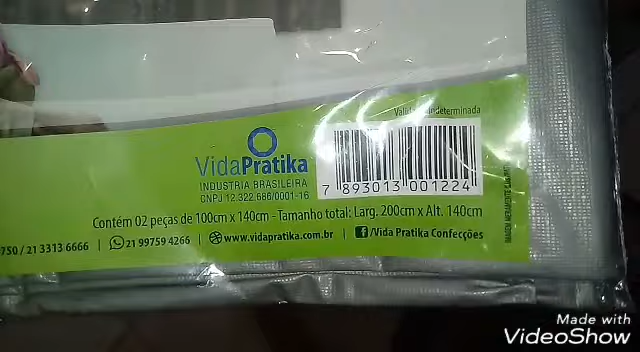 Validade indeterminada
VidaPratika
INDUSTRIA BRASILEIRA
CNPJ 12.322.686/0001-16
7 893013 001224
Contém 02 peças de 100cm x 140cm - Tamanho total: Larg. 200cm x Alt. 140cm
750 / 21 3313 6666 | 21 99759 4266 | www.vidapratika.com.br | /Vida Pratika Confecções
IMAGEM MERAMENTE
Made with
VideoShow